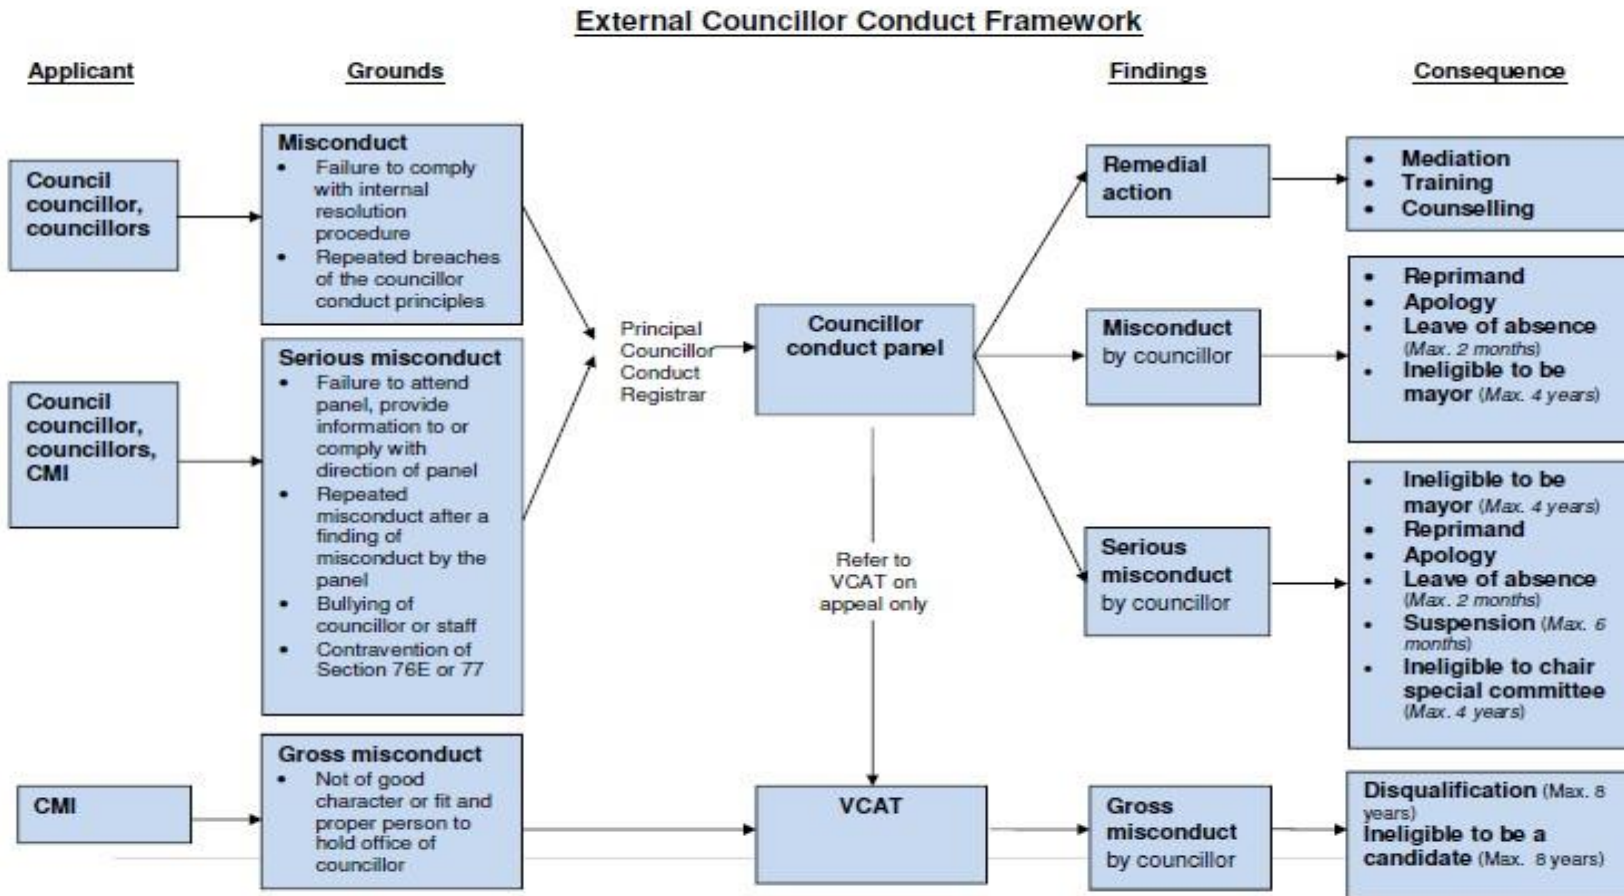 External Councillor Conduct Framework
Applicant
Grounds
Findings
Consequence
Council
councillor,
councillors
Misconduct
• Failure to comply
with internal
resolution
procedure
• Repeated breaches
of the councillor
conduct principles
Council
councillor,
councillors,
CMI
Serious misconduct
• Failure to attend
panel, provide
information to or
comply with
direction of panel
• Repeated
misconduct after a
finding of
misconduct by the
panel
• Bullying of
councillor or staff
• Contravention of
Section 76E or 77
CMI
Gross misconduct
• Not of good
character or fit and
proper person to
hold office of
councillor
Principal
Councillor
Conduct
Registrar
Councillor
conduct panel
Refer to
VCAT on
appeal only
VCAT
Remedial
action
Misconduct
by councillor
Serious
misconduct
by councillor
Gross
misconduct
by councillor
• Mediation
• Training
• Counselling
• Reprimand
• Apology
• Leave of absence
(Max. 2 months)
• Ineligible to be
mayor (Max. 4 years)
• Ineligible to be
mayor (Max. 4 years)
• Reprimand
• Apology
• Leave of absence
(Max. 2 months)
• Suspension (Max. 6
months)
• Ineligible to chair
special committee
(Max. 4 years)
Disqualification (Max. 8
years)
Ineligible to be a
candidate (Max. 8 years)